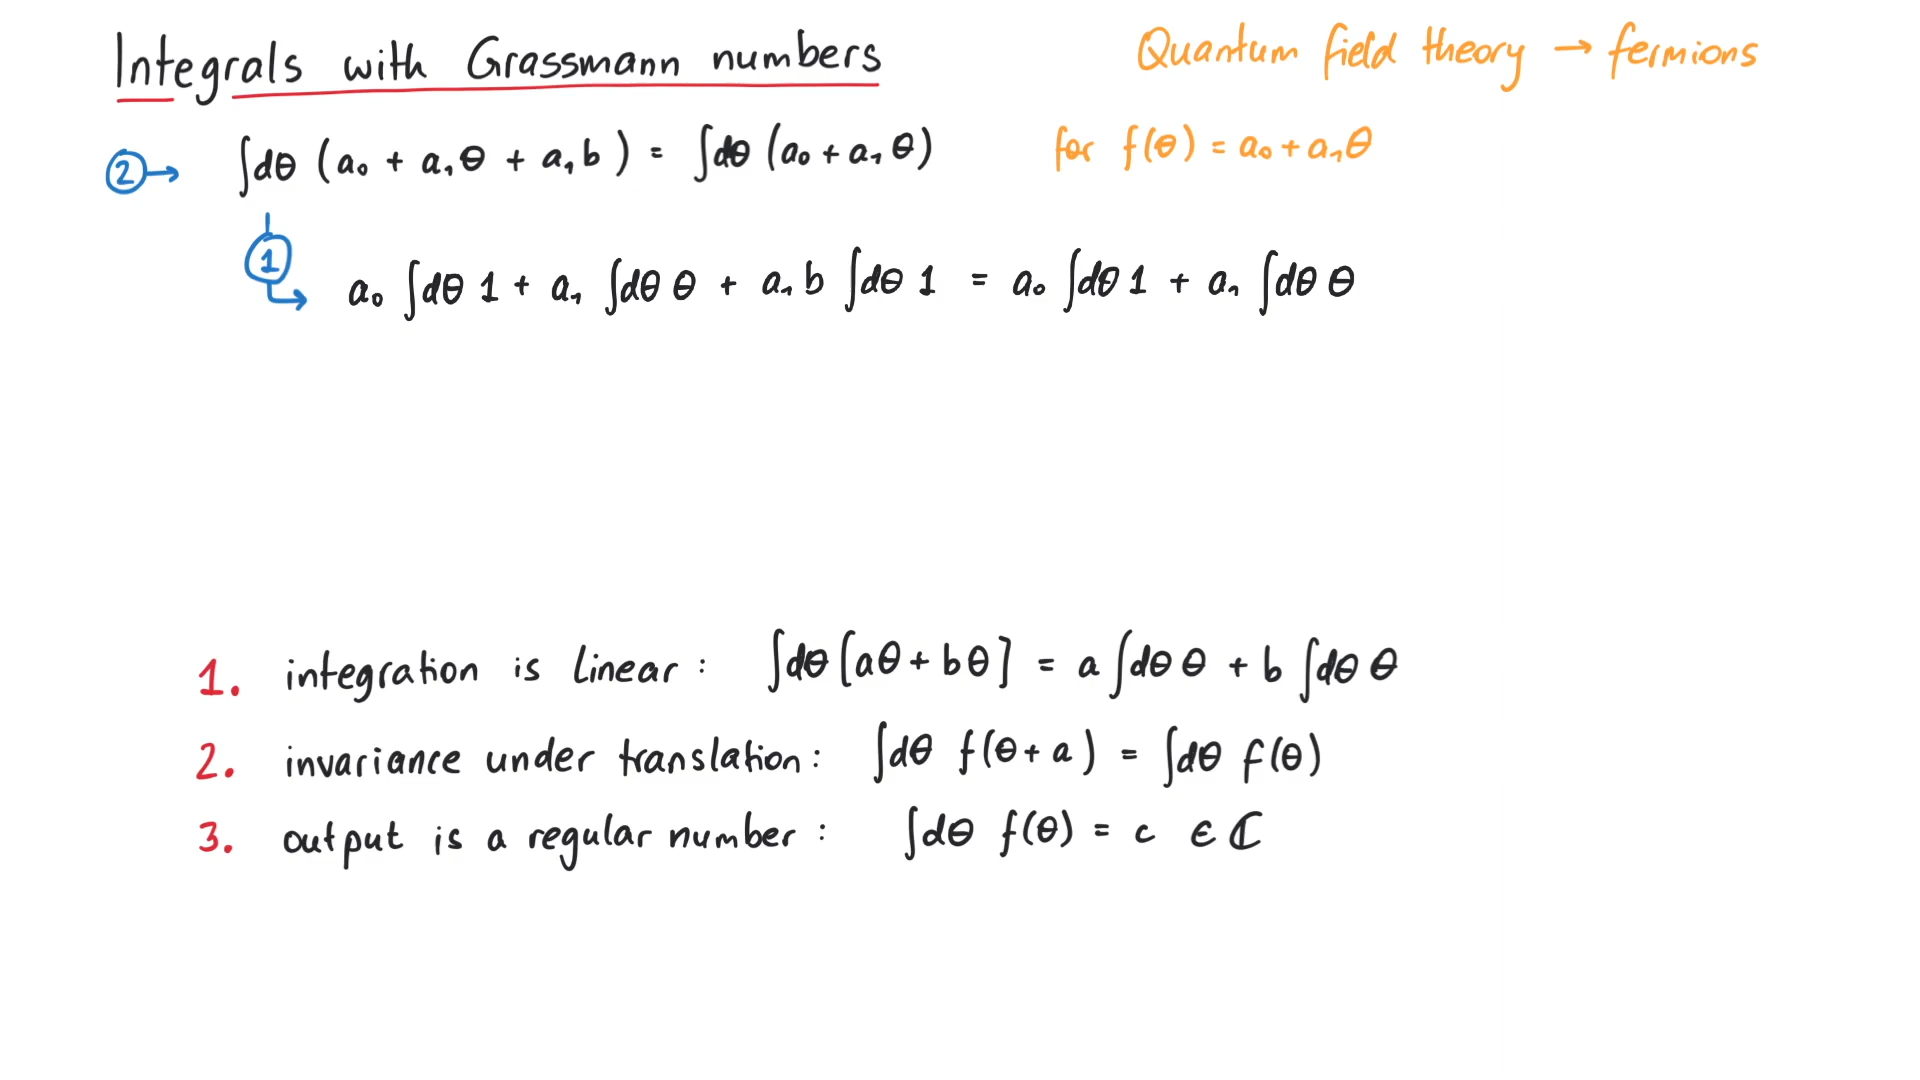 Integrals with Grassmann numbers
Quantum field theory → fermions
② → ∫dθ (a₀ + a₁θ + a₁b) = ∫dθ (a₀ + a₁θ)
for f(θ) = a₀ + a₁θ
① ↳ a₀ ∫dθ 1 + a₁ ∫dθ θ + a₁ b ∫dθ 1 = a₀ ∫dθ 1 + a₁ ∫dθ θ
1. integration is linear : ∫dθ [aθ + bθ] = a ∫dθ θ + b ∫dθ θ
2. invariance under translation : ∫dθ f(θ + a) = ∫dθ f(θ)
3. output is a regular number : ∫dθ f(θ) = c ∈ ℂ